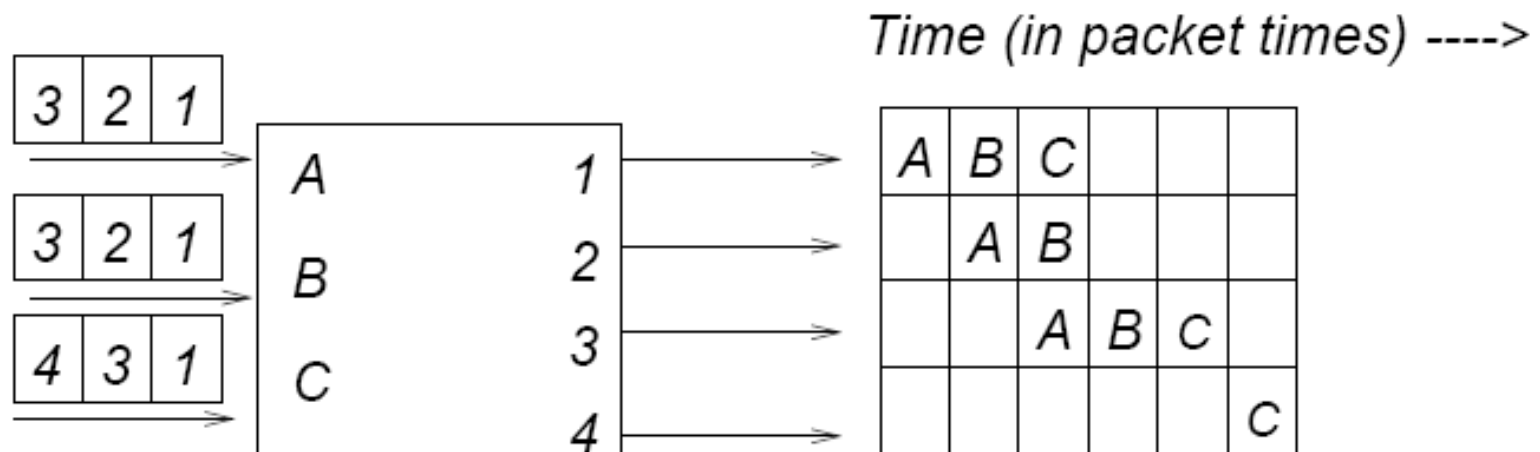 Time (in packet times) ---->
3 2 1
A 1 A B C
3 2 1
B 2 A B
4 3 1
C 3 A B C
4 C